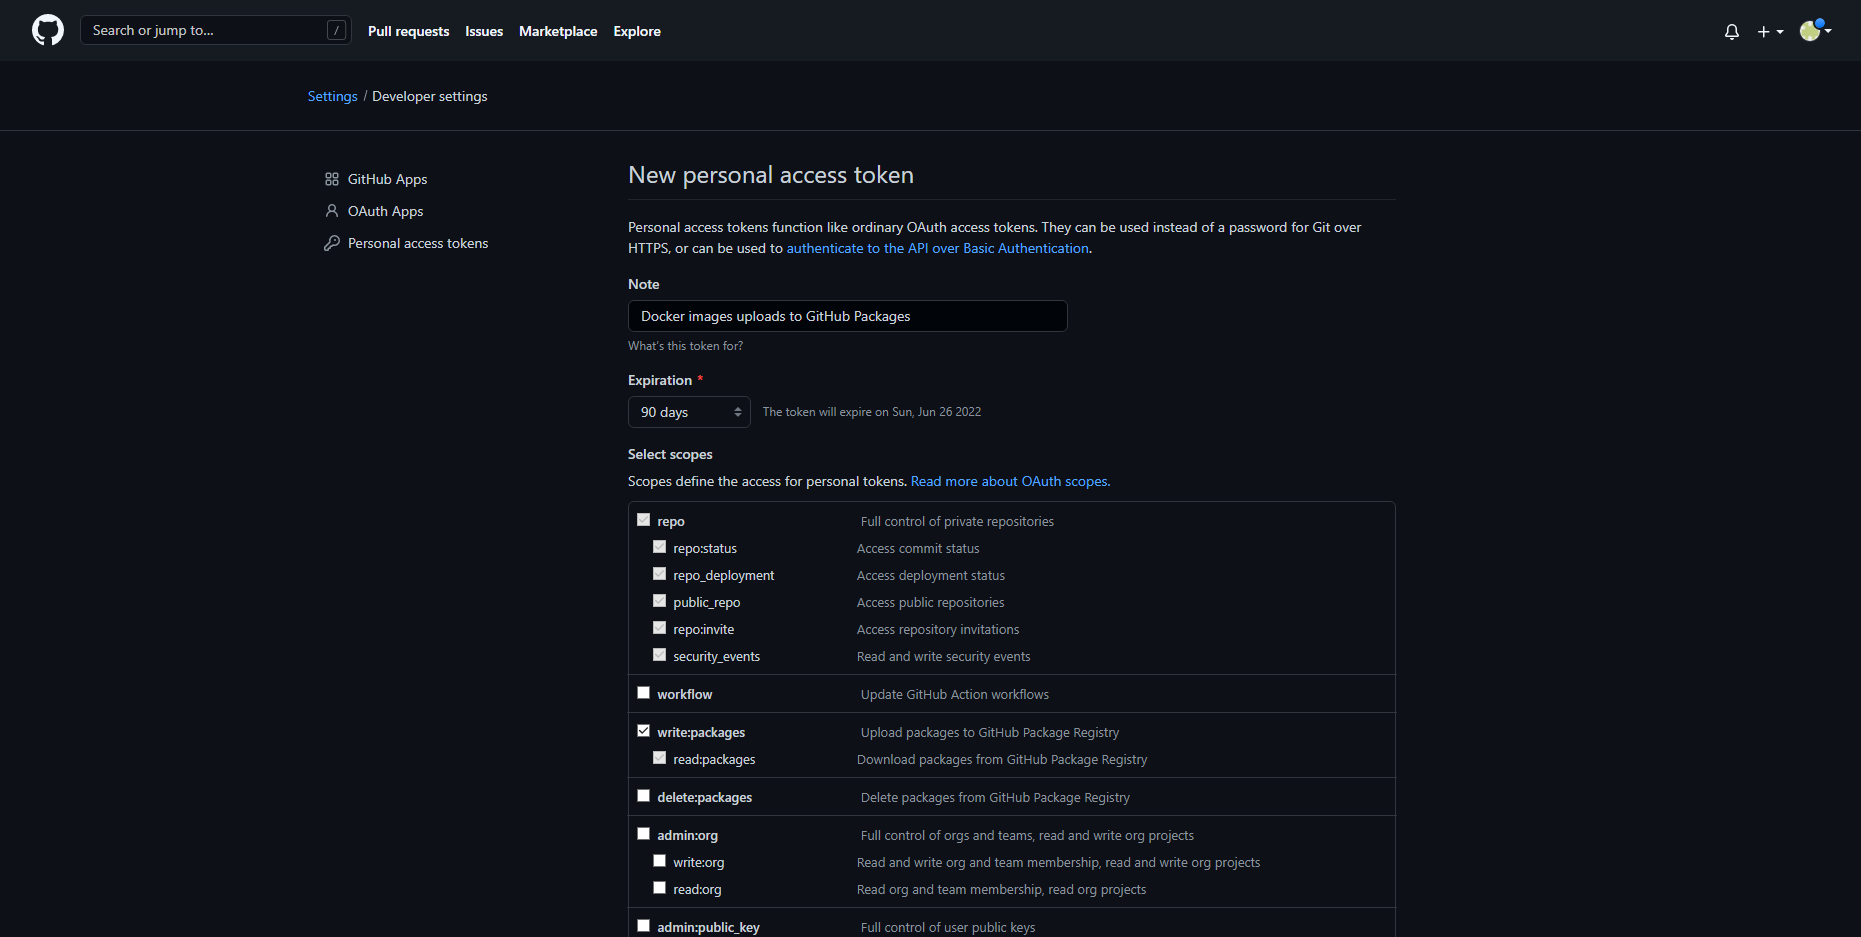 Search or jump to... /
Pull requests
Issues
Marketplace
Explore
Settings / Developer settings
GitHub Apps
OAuth Apps
Personal access tokens
New personal access token
Personal access tokens function like ordinary OAuth access tokens. They can be used instead of a password for Git over
HTTPS, or can be used to authenticate to the API over Basic Authentication.
Note
Docker images uploads to GitHub Packages
What's this token for?
Expiration *
90 days The token will expire on Sun, Jun 26 2022
Select scopes
Scopes define the access for personal tokens. Read more about OAuth scopes.
repo Full control of private repositories
repo:status Access commit status
repo_deployment Access deployment status
public_repo Access public repositories
repo:invite Access repository invitations
security_events Read and write security events
workflow Update GitHub Action workflows
write:packages Upload packages to GitHub Package Registry
read:packages Download packages from GitHub Package Registry
delete:packages Delete packages from GitHub Package Registry
admin:org Full control of orgs and teams, read and write org projects
write:org Read and write org and team membership, read and write org projects
read:org Read org and team membership, read org projects
admin:public_key Full control of user public keys